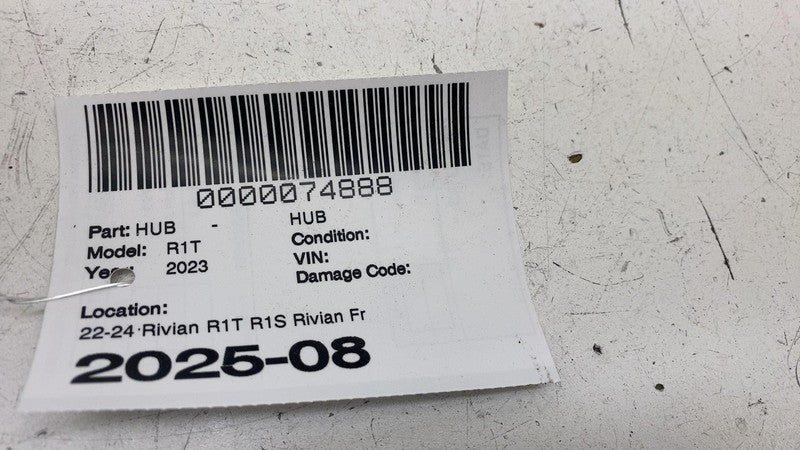 0000074888
Part: HUB - HUB
Model: R1T Condition:
Year: 2023 VIN:
Damage Code:
Location:
22-24 Rivian R1T R1S Rivian Fr
2025-08